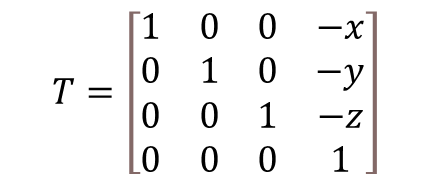 T = [1 0 0 −x
0 1 0 −y
0 0 1 −z
0 0 0 1]